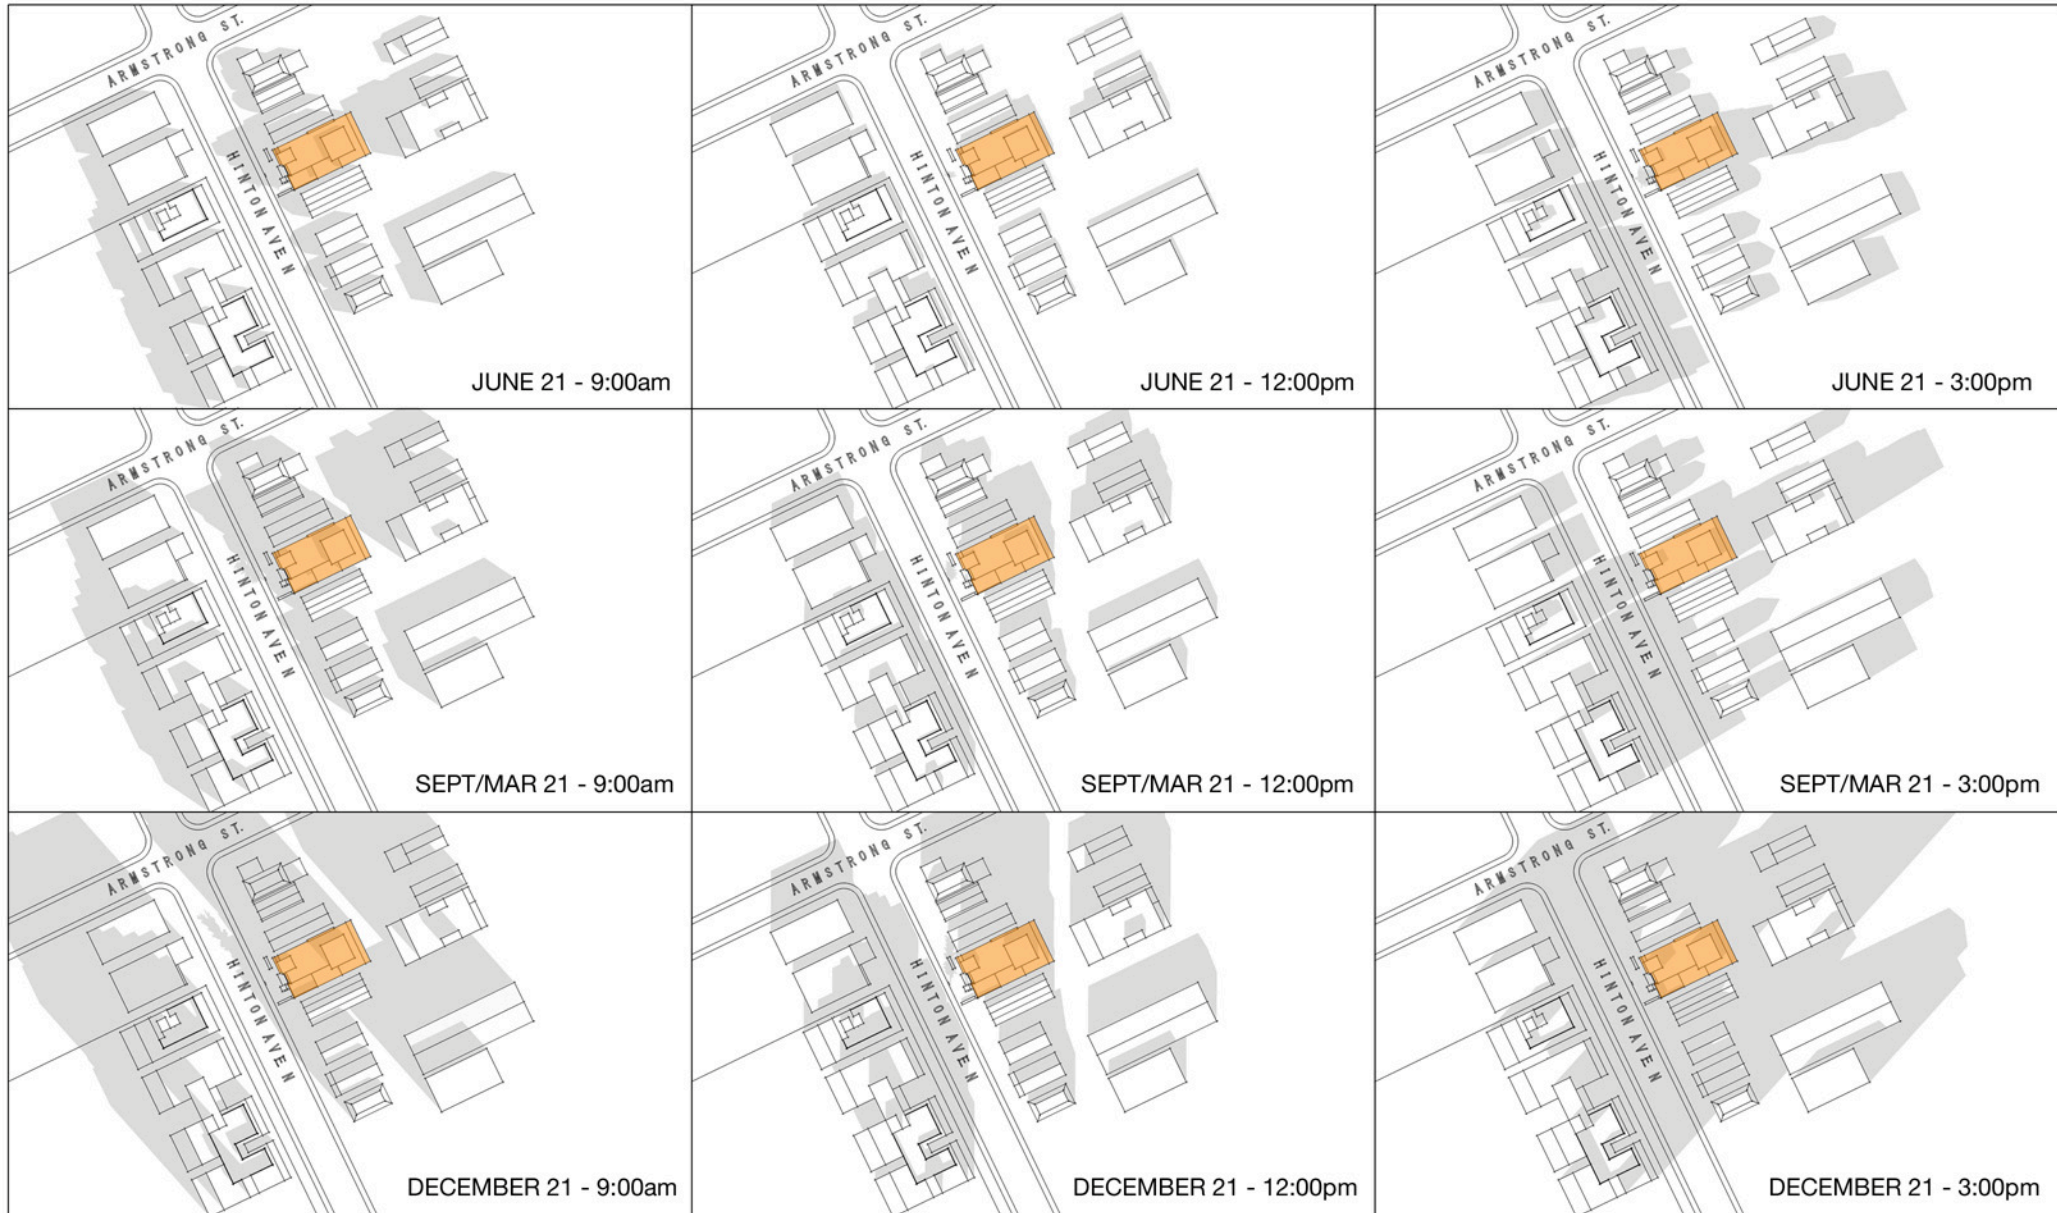 ARMSTRONG ST.
HINTON AVE N
JUNE 21 - 9:00am
ARMSTRONG ST.
HINTON AVE N
JUNE 21 - 12:00pm
ARMSTRONG ST.
HINTON AVE N
JUNE 21 - 3:00pm
ARMSTRONG ST.
HINTON AVE N
SEPT/MAR 21 - 9:00am
ARMSTRONG ST.
HINTON AVE N
SEPT/MAR 21 - 12:00pm
ARMSTRONG ST.
HINTON AVE N
SEPT/MAR 21 - 3:00pm
ARMSTRONG ST.
HINTON AVE N
DECEMBER 21 - 9:00am
ARMSTRONG ST.
HINTON AVE N
DECEMBER 21 - 12:00pm
ARMSTRONG ST.
HINTON AVE N
DECEMBER 21 - 3:00pm